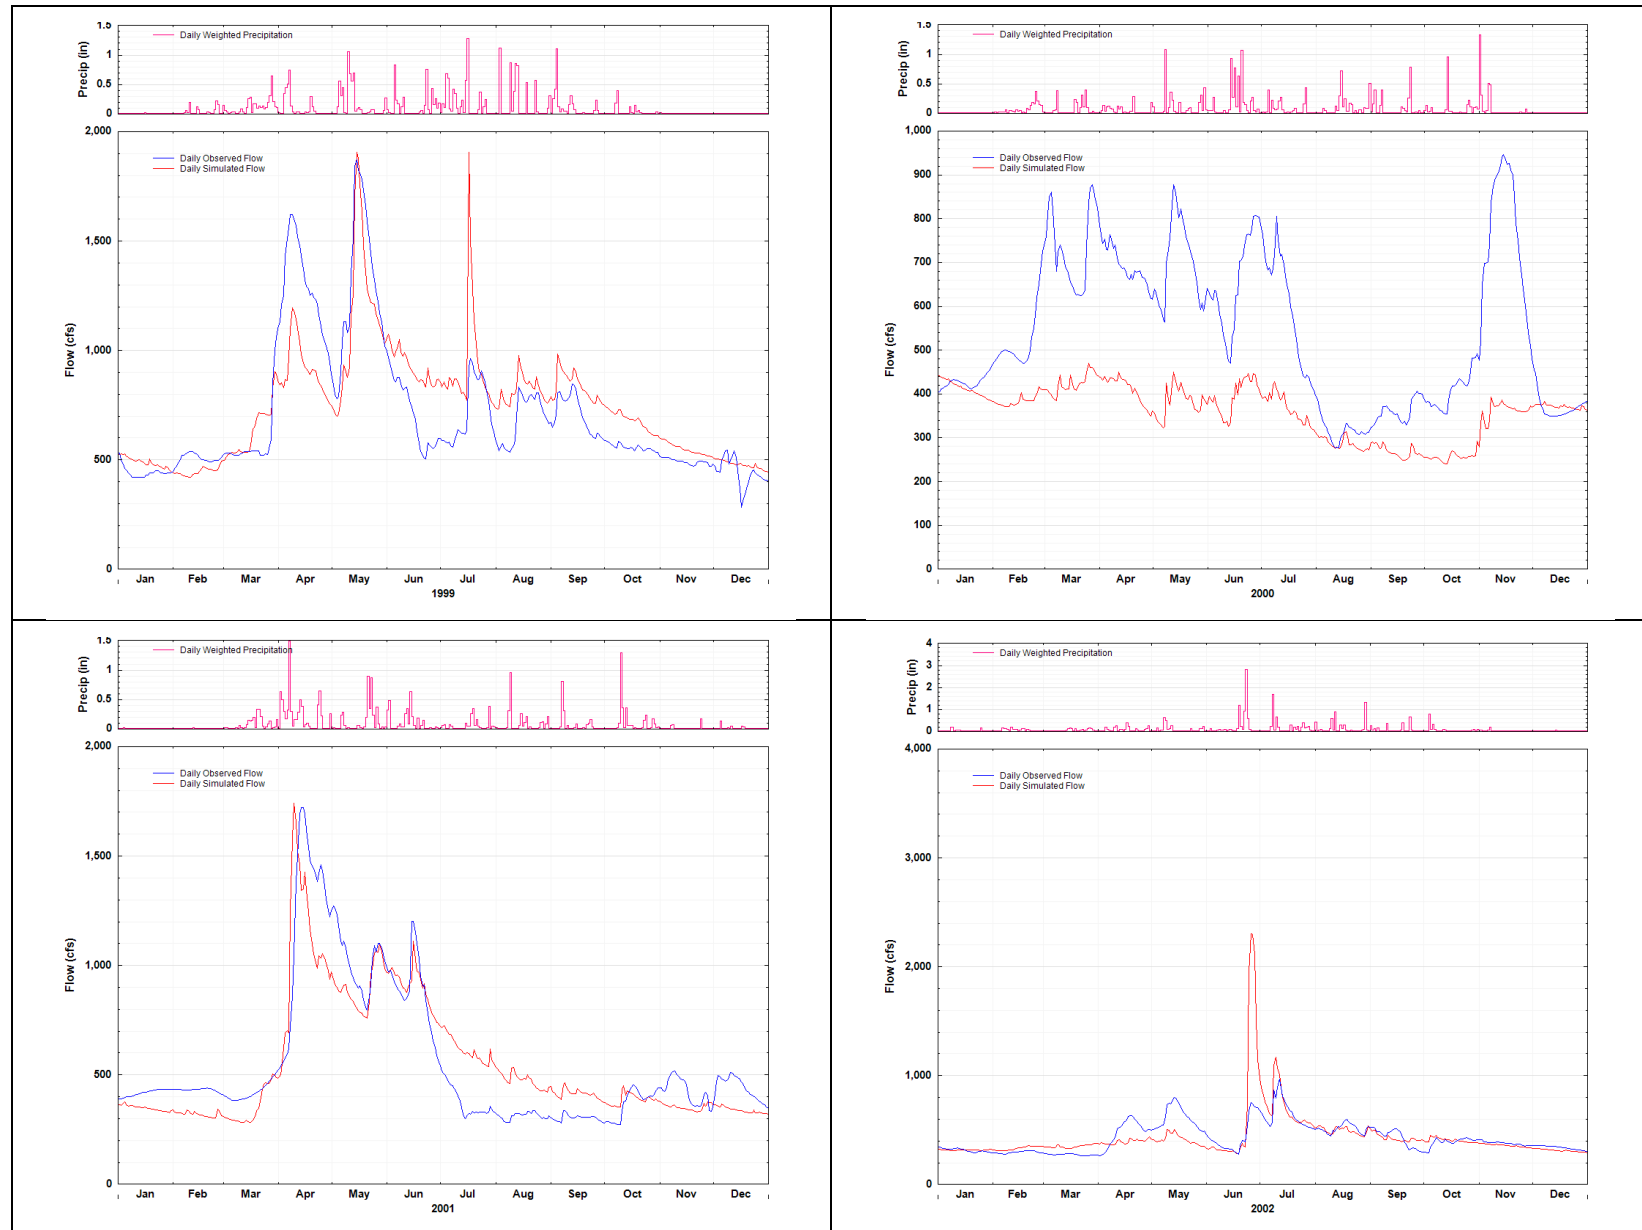 1.5
Daily Weighted Precipitation
1
0.5
0
Precip (in)
2,000
Daily Observed Flow
Daily Simulated Flow
1,500
1,000
500
0
Flow (cfs)
Jan Feb Mar Apr May Jun Jul Aug Sep Oct Nov Dec
1999
1.5
Daily Weighted Precipitation
1
0.5
0
Precip (in)
1,000
Daily Observed Flow
Daily Simulated Flow
900
800
700
600
500
400
300
200
100
0
Flow (cfs)
Jan Feb Mar Apr May Jun Jul Aug Sep Oct Nov Dec
2000
1.5
Daily Weighted Precipitation
1
0.5
0
Precip (in)
2,000
Daily Observed Flow
Daily Simulated Flow
1,500
1,000
500
0
Flow (cfs)
Jan Feb Mar Apr May Jun Jul Aug Sep Oct Nov Dec
2001
4
Daily Weighted Precipitation
3
2
1
0
Precip (in)
4,000
Daily Observed Flow
Daily Simulated Flow
3,000
2,000
1,000
0
Flow (cfs)
Jan Feb Mar Apr May Jun Jul Aug Sep Oct Nov Dec
2002